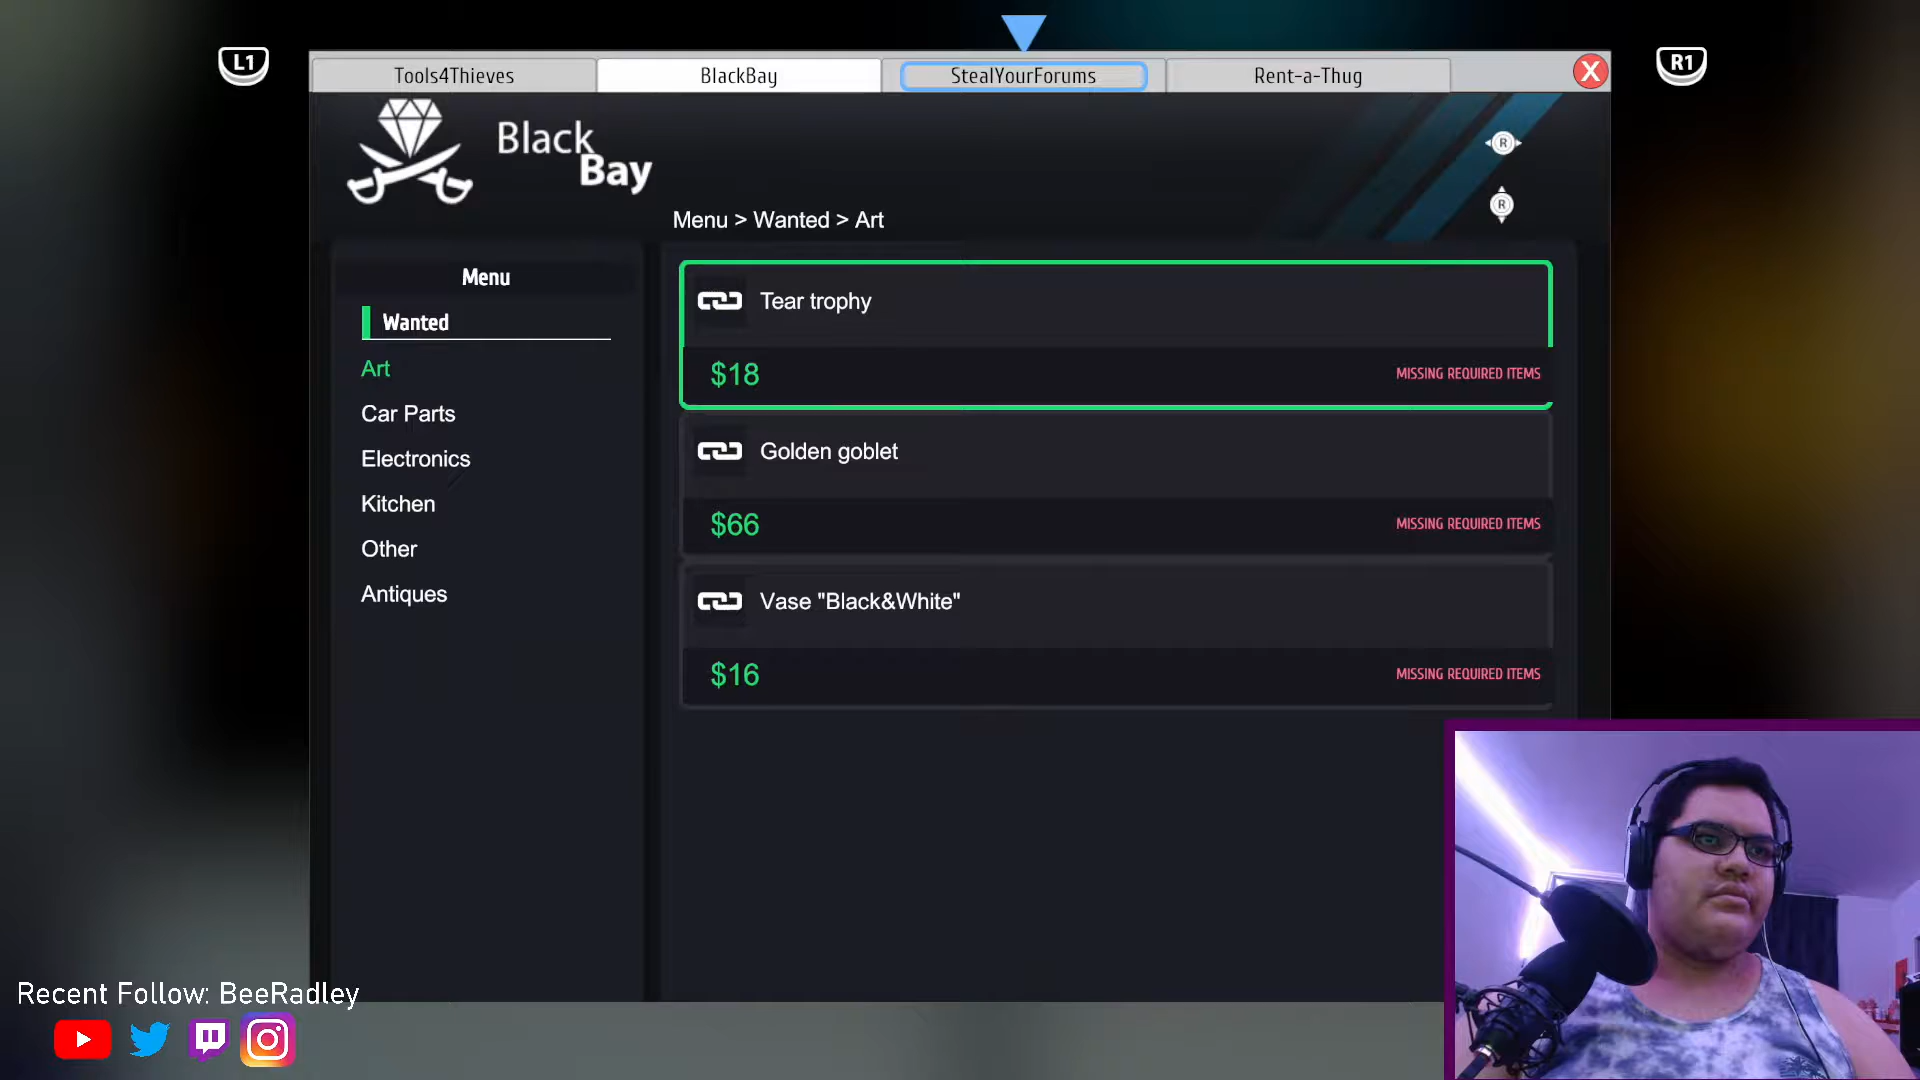 L1
R1
Tools4Thieves
BlackBay
StealYourForums
Rent-a-Thug
X
Black
Bay
R
R
Menu > Wanted > Art
Menu
Wanted
Art
Car Parts
Electronics
Kitchen
Other
Antiques
Tear trophy
$18
MISSING REQUIRED ITEMS
Golden goblet
$66
MISSING REQUIRED ITEMS
Vase "Black&White"
$16
MISSING REQUIRED ITEMS
Recent Follow: BeeRadley